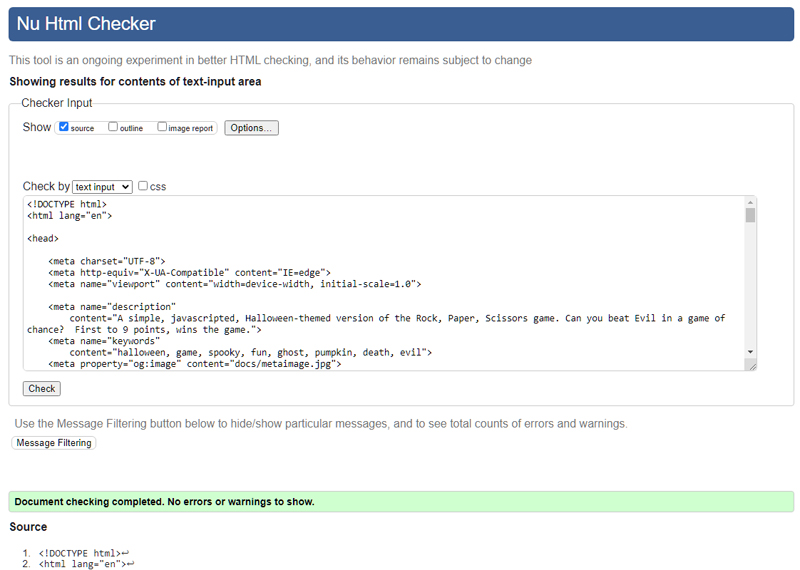 Nu Html Checker
This tool is an ongoing experiment in better HTML checking, and its behavior remains subject to change
Showing results for contents of text-input area
Checker Input
Show source outline image report Options...
Check by text input css
<!DOCTYPE html>
<html lang="en">
<head>
<meta charset="UTF-8">
<meta http-equiv="X-UA-Compatible" content="IE=edge">
<meta name="viewport" content="width=device-width, initial-scale=1.0">
<meta name="description"
content="A simple, javascripted, Halloween-themed version of the Rock, Paper, Scissors game. Can you beat Evil in a game of
chance?  First to 9 points, wins the game.">
<meta name="keywords"
content="halloween, game, spooky, fun, ghost, pumpkin, death, evil">
<meta property="og:image" content="docs/metaimage.jpg">
Check
Use the Message Filtering button below to hide/show particular messages, and to see total counts of errors and warnings.
Message Filtering
Document checking completed. No errors or warnings to show.
Source
1. <!DOCTYPE html>↩
2. <html lang="en">↩